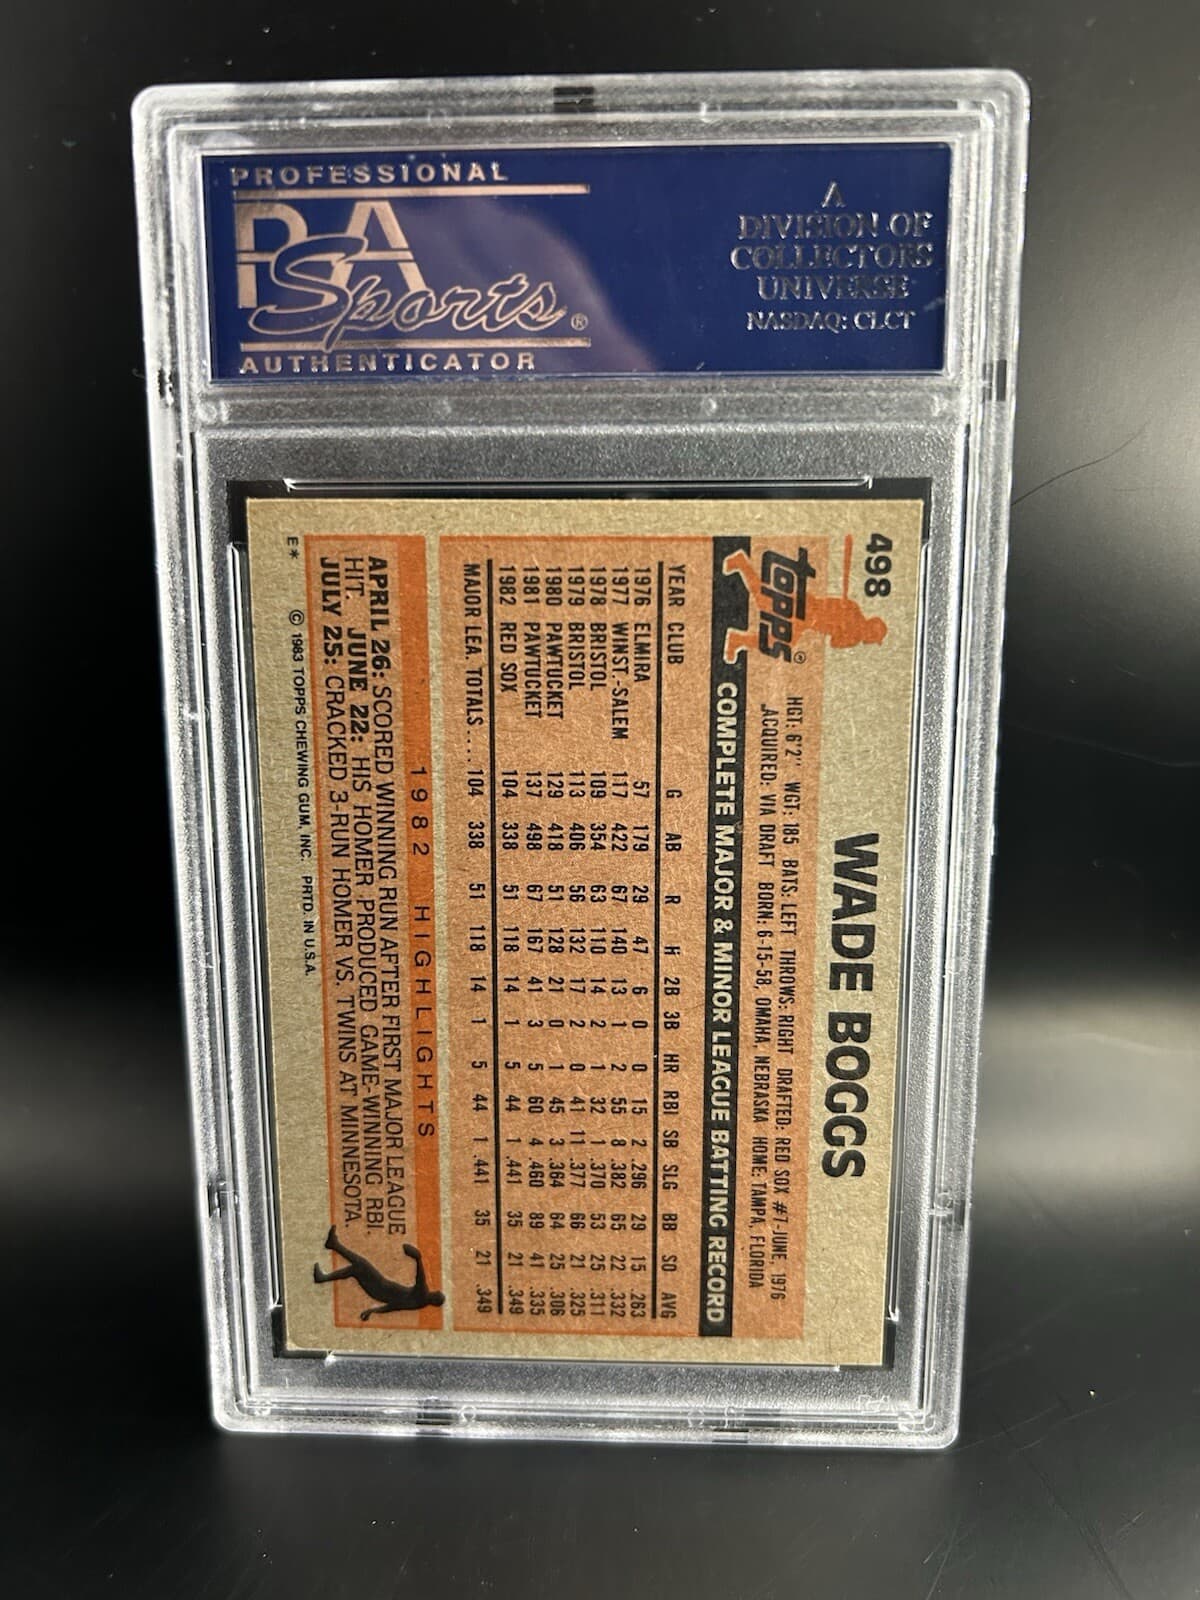 PROFESSIONAL
PSA
Sports®
AUTHENTICATOR
A
DIVISION OF
COLLECTORS
UNIVERSE
NASDAQ: CLCT
498
WADE BOGGS
topps®
HGT: 6'2" WGT: 185 BATS: LEFT THROWS: RIGHT DRAFTED: RED SOX #7-JUNE, 1976
ACQUIRED: VIA DRAFT BORN: 6-15-58, OMAHA, NEBRASKA HOME: TAMPA, FLORIDA
COMPLETE MAJOR & MINOR LEAGUE BATTING RECORD
YEAR CLUB G AB R H 2B 3B HR RBI SB SLG BB SO AVG
1976 ELMIRA 57 179 29 47 6 0 0 15 2 .296 29 15 .263
1977 WINST.-SALEM 117 422 67 140 13 1 2 55 8 .382 65 22 .332
1978 BRISTOL 109 354 63 110 14 2 1 32 1 .370 53 25 .311
1979 BRISTOL 113 406 56 132 17 2 0 41 11 .377 66 21 .325
1980 PAWTUCKET 129 418 51 128 21 0 1 45 3 .364 64 25 .306
1981 PAWTUCKET 137 498 67 167 41 3 5 60 4 .460 89 41 .335
1982 RED SOX 104 338 51 118 14 1 5 44 1 .441 35 21 .349
MAJOR LEA. TOTALS.... 104 338 51 118 14 1 5 44 1 .441 35 21 .349
1982 HIGHLIGHTS
APRIL 26: SCORED WINNING RUN AFTER FIRST MAJOR LEAGUE
HIT. JUNE 22: HIS HOMER PRODUCED GAME-WINNING RBI.
JULY 25: CRACKED 3-RUN HOMER VS. TWINS AT MINNESOTA.
E* © 1983 TOPPS CHEWING GUM, INC. PRTD. IN U.S.A.